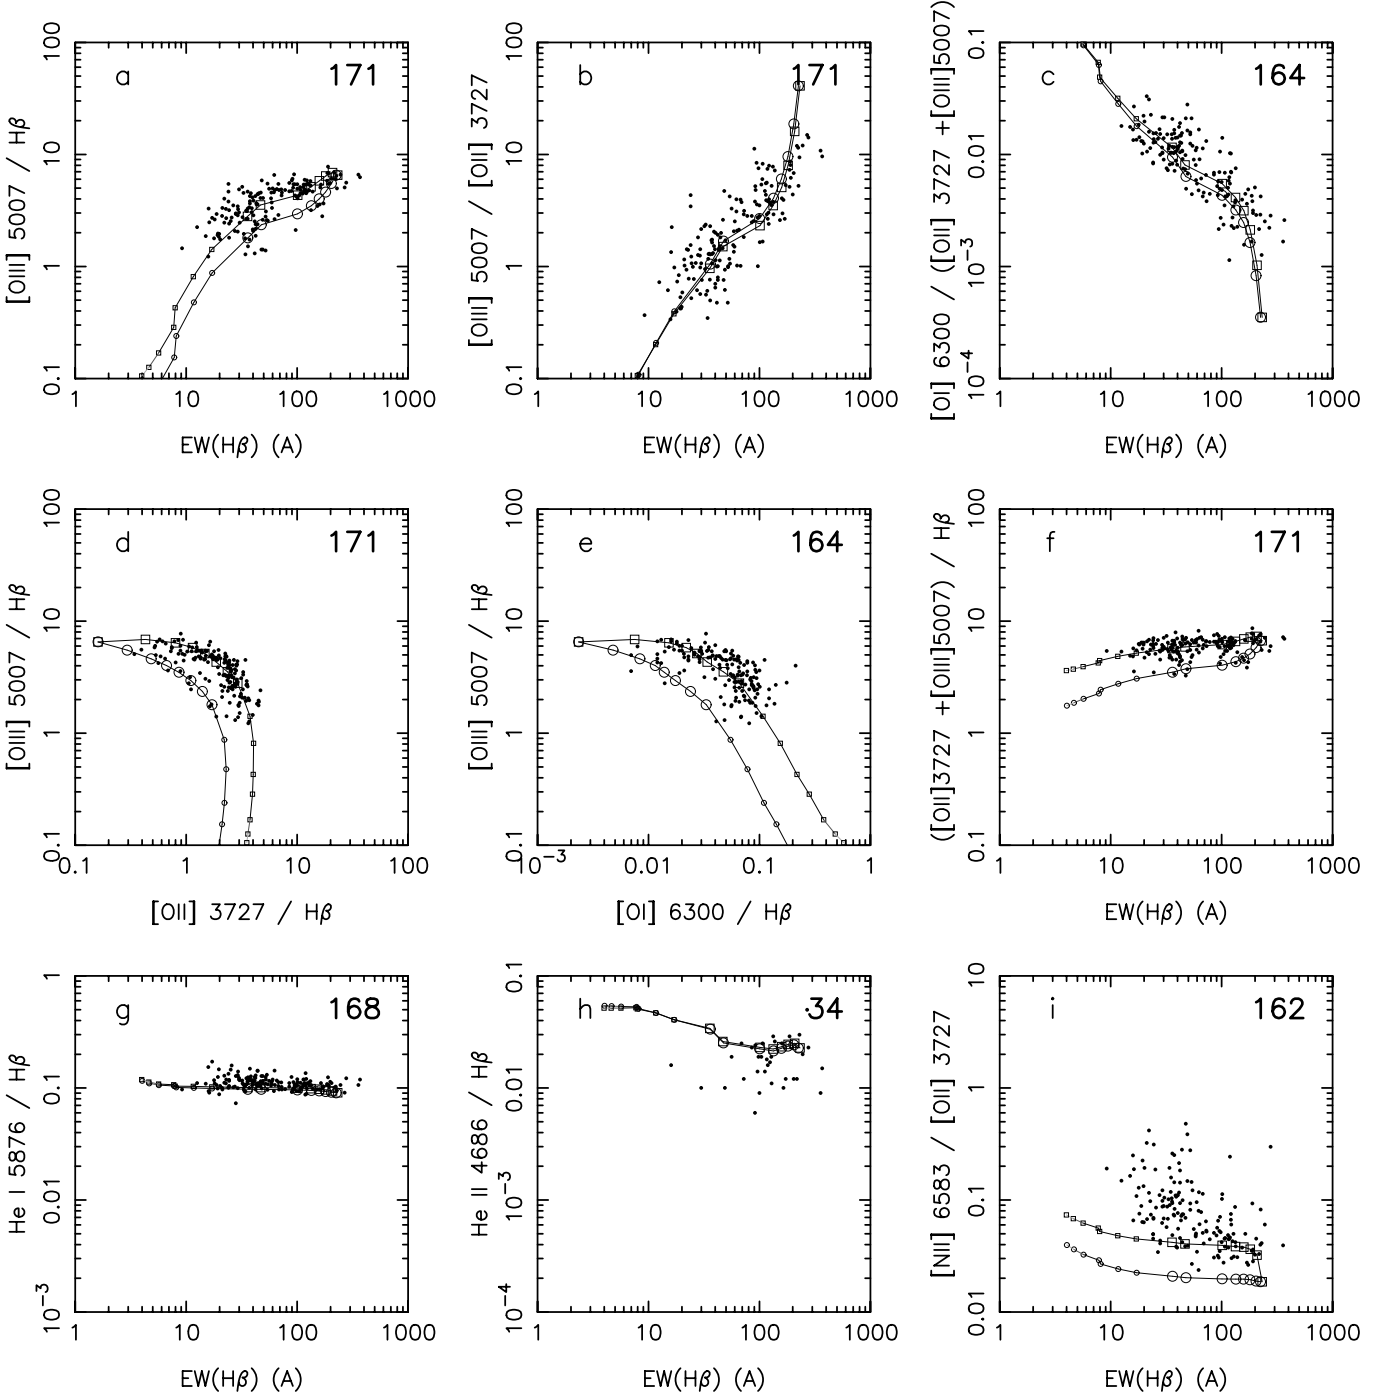 a 171
100
10
1
0.1
[OIII] 5007 / Hβ
1 10 100 1000
EW(Hβ) (A)
b 171
100
10
1
0.1
[OIII] 5007 / [OII] 3727
1 10 100 1000
EW(Hβ) (A)
c 164
0.1
0.01
10⁻³
10⁻⁴
[OI] 6300 / ([OII] 3727 +[OIII]5007)
1 10 100 1000
EW(Hβ) (A)
d 171
100
10
1
0.1
[OIII] 5007 / Hβ
0.1 1 10 100
[OII] 3727 / Hβ
e 164
100
10
1
0.1
[OIII] 5007 / Hβ
10⁻³ 0.01 0.1 1
[OI] 6300 / Hβ
f 171
100
10
1
0.1
([OII]3727 +[OIII]5007) / Hβ
1 10 100 1000
EW(Hβ) (A)
g 168
1
0.1
0.01
10⁻³
He I 5876 / Hβ
1 10 100 1000
EW(Hβ) (A)
h 34
0.1
0.01
10⁻³
10⁻⁴
He II 4686 / Hβ
1 10 100 1000
EW(Hβ) (A)
i 162
10
1
0.1
0.01
[NII] 6583 / [OII] 3727
1 10 100 1000
EW(Hβ) (A)